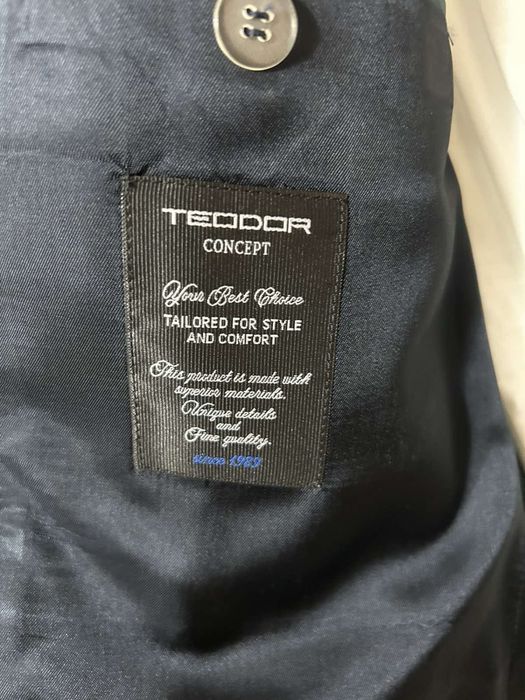 TEODOR
CONCEPT
Your Best Choice
TAILORED FOR STYLE
AND COMFORT
This product is made with
superior materials.
Unique details
and
Fine quality.
since 1989